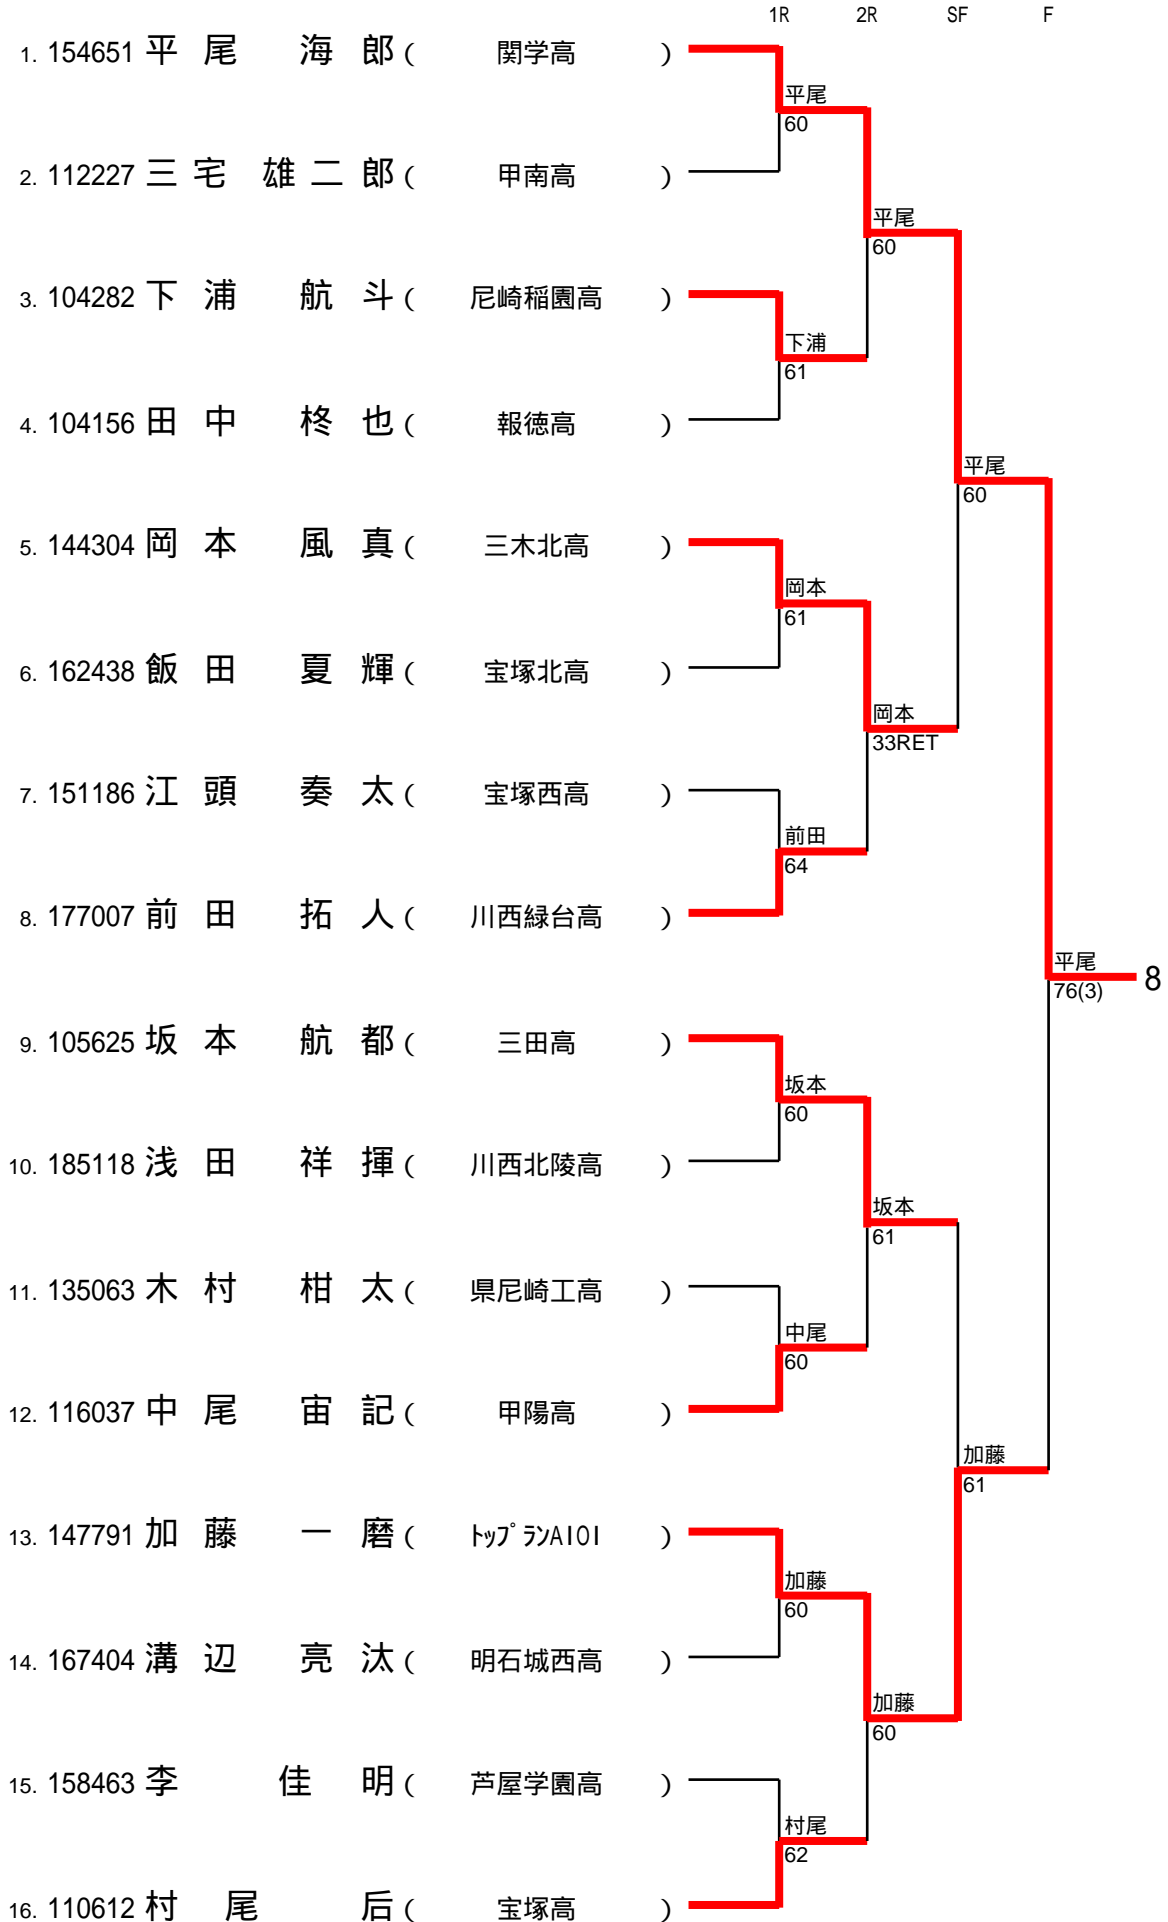 1R 2R SF F
1. 154651 平尾 海郎 ( 関学高 )
平尾
60
2. 112227 三宅 雄二郎 ( 甲南高 )
平尾
60
3. 104282 下浦 航斗 ( 尼崎稲園高 )
下浦
61
4. 104156 田中 柊也 ( 報徳高 )
平尾
60
5. 144304 岡本 風真 ( 三木北高 )
岡本
61
6. 162438 飯田 夏輝 ( 宝塚北高 )
岡本
33RET
7. 151186 江頭 奏太 ( 宝塚西高 )
前田
64
8. 177007 前田 拓人 ( 川西緑台高 )
平尾
76(3)
8
9. 105625 坂本 航都 ( 三田高 )
坂本
60
10. 185118 浅田 祥揮 ( 川西北陵高 )
坂本
61
11. 135063 木村 柑太 ( 県尼崎工高 )
中尾
60
12. 116037 中尾 宙記 ( 甲陽高 )
加藤
61
13. 147791 加藤 一磨 ( トップランAIOI )
加藤
60
14. 167404 溝辺 亮汰 ( 明石城西高 )
加藤
60
15. 158463 李 佳明 ( 芦屋学園高 )
村尾
62
16. 110612 村尾 后 ( 宝塚高 )